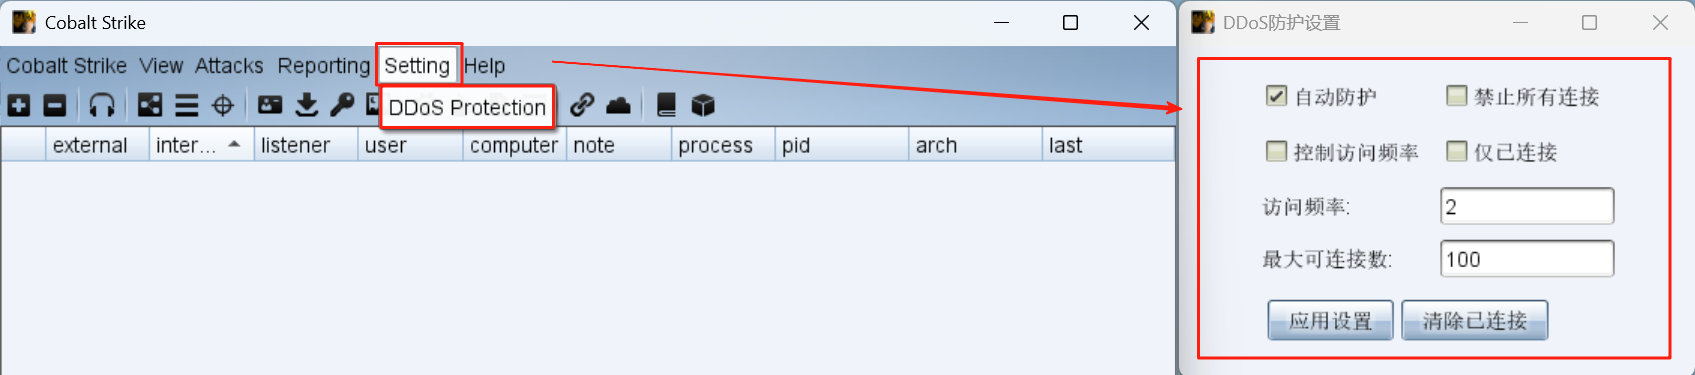 Cobalt Strike
Cobalt Strike View Attacks Reporting Setting Help
DDoS Protection
external inter... listener user computer note process pid arch last
DDoS防护设置
自动防护 禁止所有连接
控制访问频率 仅已连接
访问频率: 2
最大可连接数: 100
应用设置 清除已连接